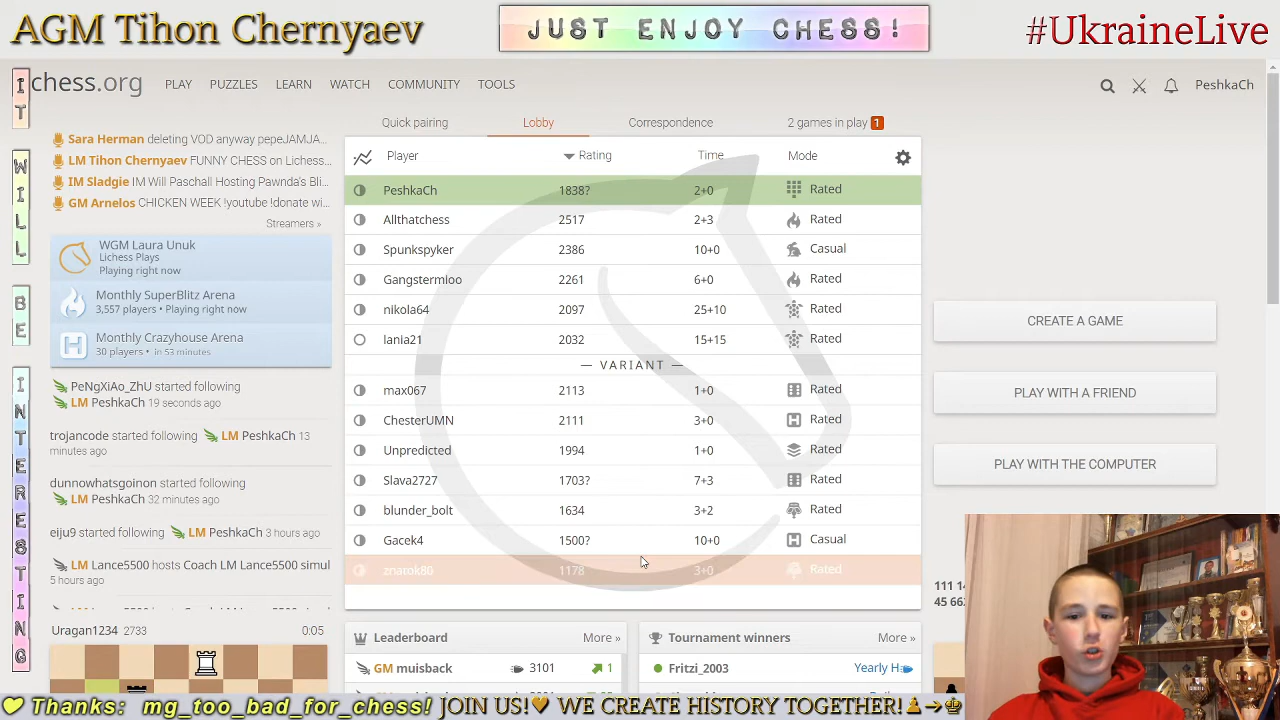 AGM Tihon Chernyaev
JUST ENJOY CHESS!
#UkraineLive
IT WILL BE INTERESTING
chess.org
PLAY PUZZLES LEARN WATCH COMMUNITY TOOLS
PeshkaCh
Sara Herman deleting VOD anyway pepeJAMJA...
LM Tihon Chernyaev FUNNY CHESS on Lichess...
IM Sladgie IM Will Paschall Hosting Pawnda's Bli...
GM Arnelos CHICKEN WEEK !youtube !donate wi...
Streamers »
WGM Laura Unuk
Lichess Plays
Playing right now
Monthly SuperBlitz Arena
3,557 players • Playing right now
Monthly Crazyhouse Arena
30 players • in 53 minutes
PeNgXiAo_ZhU started following
LM PeshkaCh 19 seconds ago
trojancode started following LM PeshkaCh 13
minutes ago
dunnowhatsgoinon started following
LM PeshkaCh 32 minutes ago
eiju9 started following LM PeshkaCh 3 hours ago
LM Lance5500 hosts Coach LM Lance5500 simul
5 hours ago
Uragan1234 2733 0:05
Quick pairing Lobby Correspondence 2 games in play 1
Player Rating Time Mode
PeshkaCh 1838? 2+0 Rated
Allthatchess 2517 2+3 Rated
Spunkspyker 2386 10+0 Casual
Gangstermloo 2261 6+0 Rated
nikola64 2097 25+10 Rated
lania21 2032 15+15 Rated
— VARIANT —
max067 2113 1+0 Rated
ChesterUMN 2111 3+0 Rated
Unpredicted 1994 1+0 Rated
Slava2727 1703? 7+3 Rated
blunder_bolt 1634 3+2 Rated
Gacek4 1500? 10+0 Casual
znatok80 1178 3+0 Rated
Leaderboard More »
GM muisback 3101 1
Tournament winners More »
Fritzi_2003 Yearly H
CREATE A GAME
PLAY WITH A FRIEND
PLAY WITH THE COMPUTER
Thanks: mg_too_bad_for_chess! JOIN US! WE CREATE HISTORY TOGETHER!